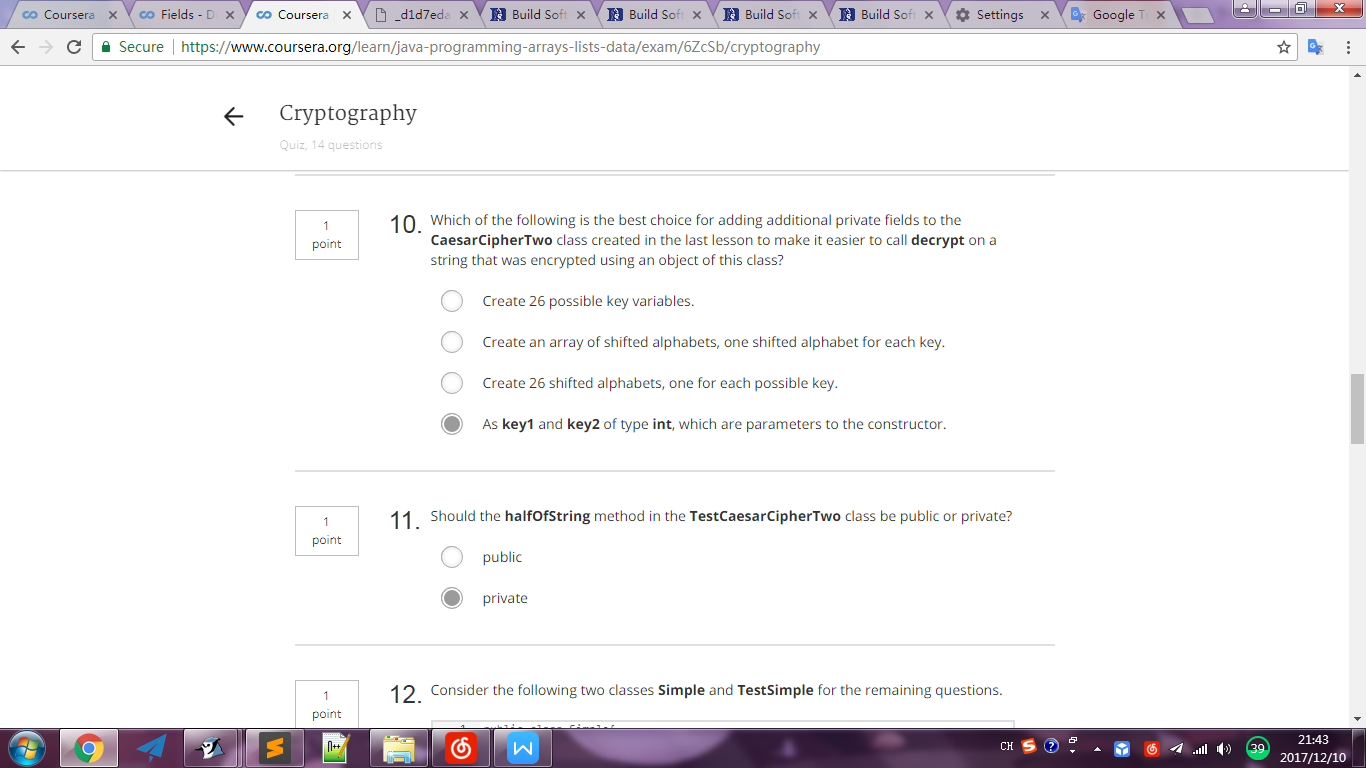 Coursera
Fields - D
Coursera
_d1d7eda
Build Soft
Build Soft
Build Soft
Build Soft
Settings
Google T
Secure https://www.coursera.org/learn/java-programming-arrays-lists-data/exam/6ZcSb/cryptography
Cryptography
Quiz, 14 questions
1
point
10.
Which of the following is the best choice for adding additional private fields to the
CaesarCipherTwo class created in the last lesson to make it easier to call decrypt on a
string that was encrypted using an object of this class?
Create 26 possible key variables.
Create an array of shifted alphabets, one shifted alphabet for each key.
Create 26 shifted alphabets, one for each possible key.
As key1 and key2 of type int, which are parameters to the constructor.
1
point
11.
Should the halfOfString method in the TestCaesarCipherTwo class be public or private?
public
private
1
point
12.
Consider the following two classes Simple and TestSimple for the remaining questions.
1 public class Simple{
CH
39
21:43
2017/12/10